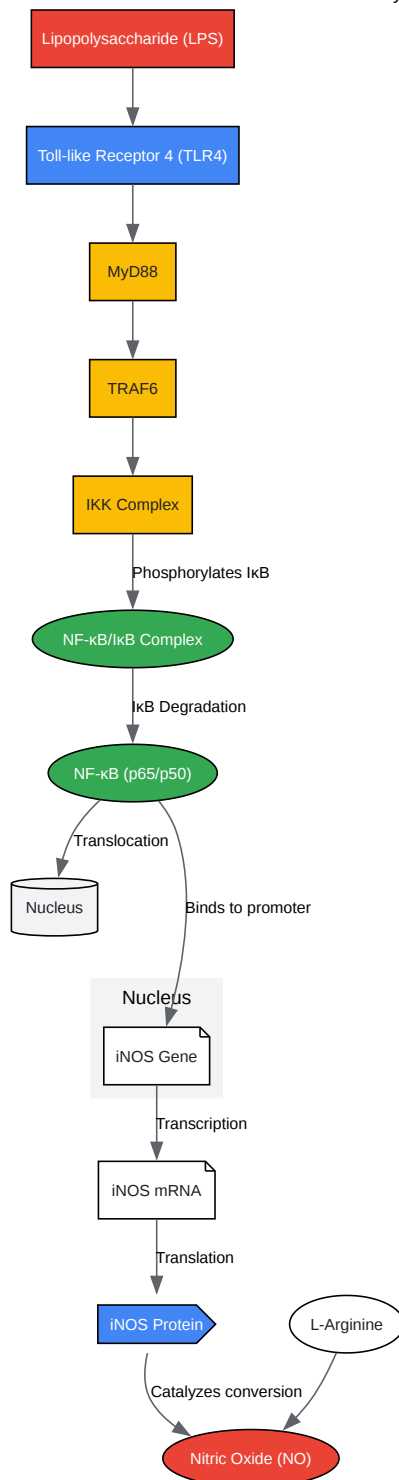 Lipopolysaccharide (LPS)
Toll-like Receptor 4 (TLR4)
MyD88
TRAF6
IKK Complex
Phosphorylates IκB
NF-κB/IκB Complex
IκB Degradation
NF-κB (p65/p50)
Translocation
Nucleus
Binds to promoter
Nucleus
iNOS Gene
Transcription
iNOS mRNA
Translation
iNOS Protein
L-Arginine
Catalyzes conversion
Nitric Oxide (NO)